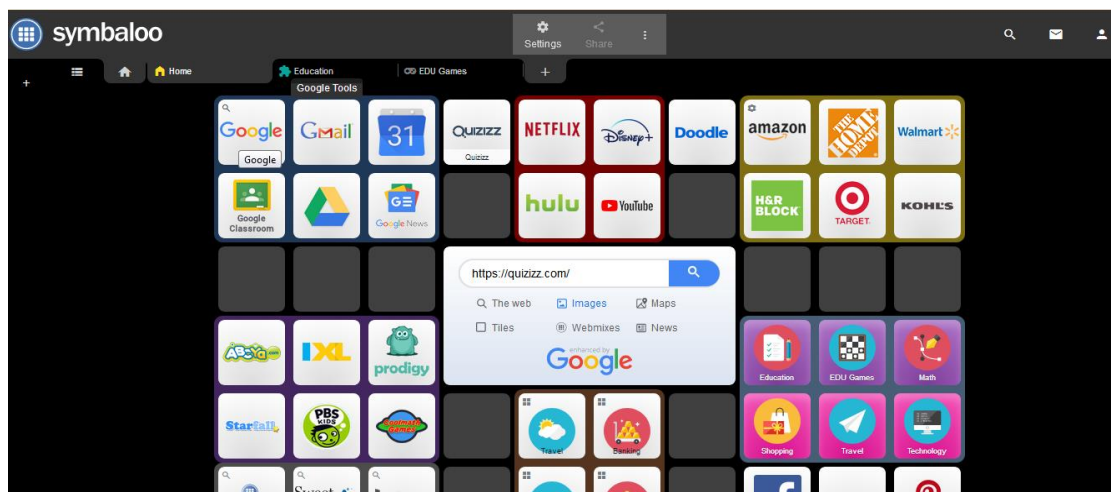 symbaloo
Settings
Share
Home
Education
EDU Games
Google Tools
Google
Gmail
31
QUIZIZZ
Quizizz
NETFLIX
Disney+
Doodle
amazon
THE HOME DEPOT
Walmart
Google
Google Classroom
GE
Google News
hulu
YouTube
H&R BLOCK
TARGET
KOHL'S
https://quizizz.com/
The web
Images
Maps
Tiles
Webmixes
News
enhanced by
Google
ABCya.com
IXL
prodigy
Education
EDU Games
Math
Starfall
PBS KIDS
Coolmath Games
Travel
Banking
Shopping
Travel
Technology